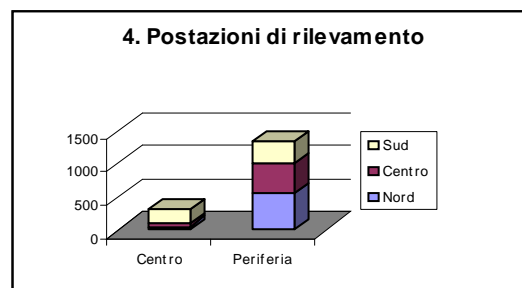 4. Postazioni di rilevamento
1500
1000
500
0
Centro Periferia
Sud
Centro
Nord